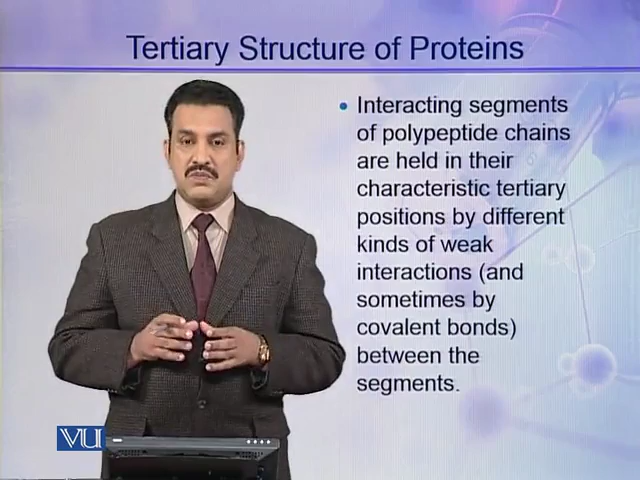 Tertiary Structure of Proteins
• Interacting segments
of polypeptide chains
are held in their
characteristic tertiary
positions by different
kinds of weak
interactions (and
sometimes by
covalent bonds)
between the
segments.
VU